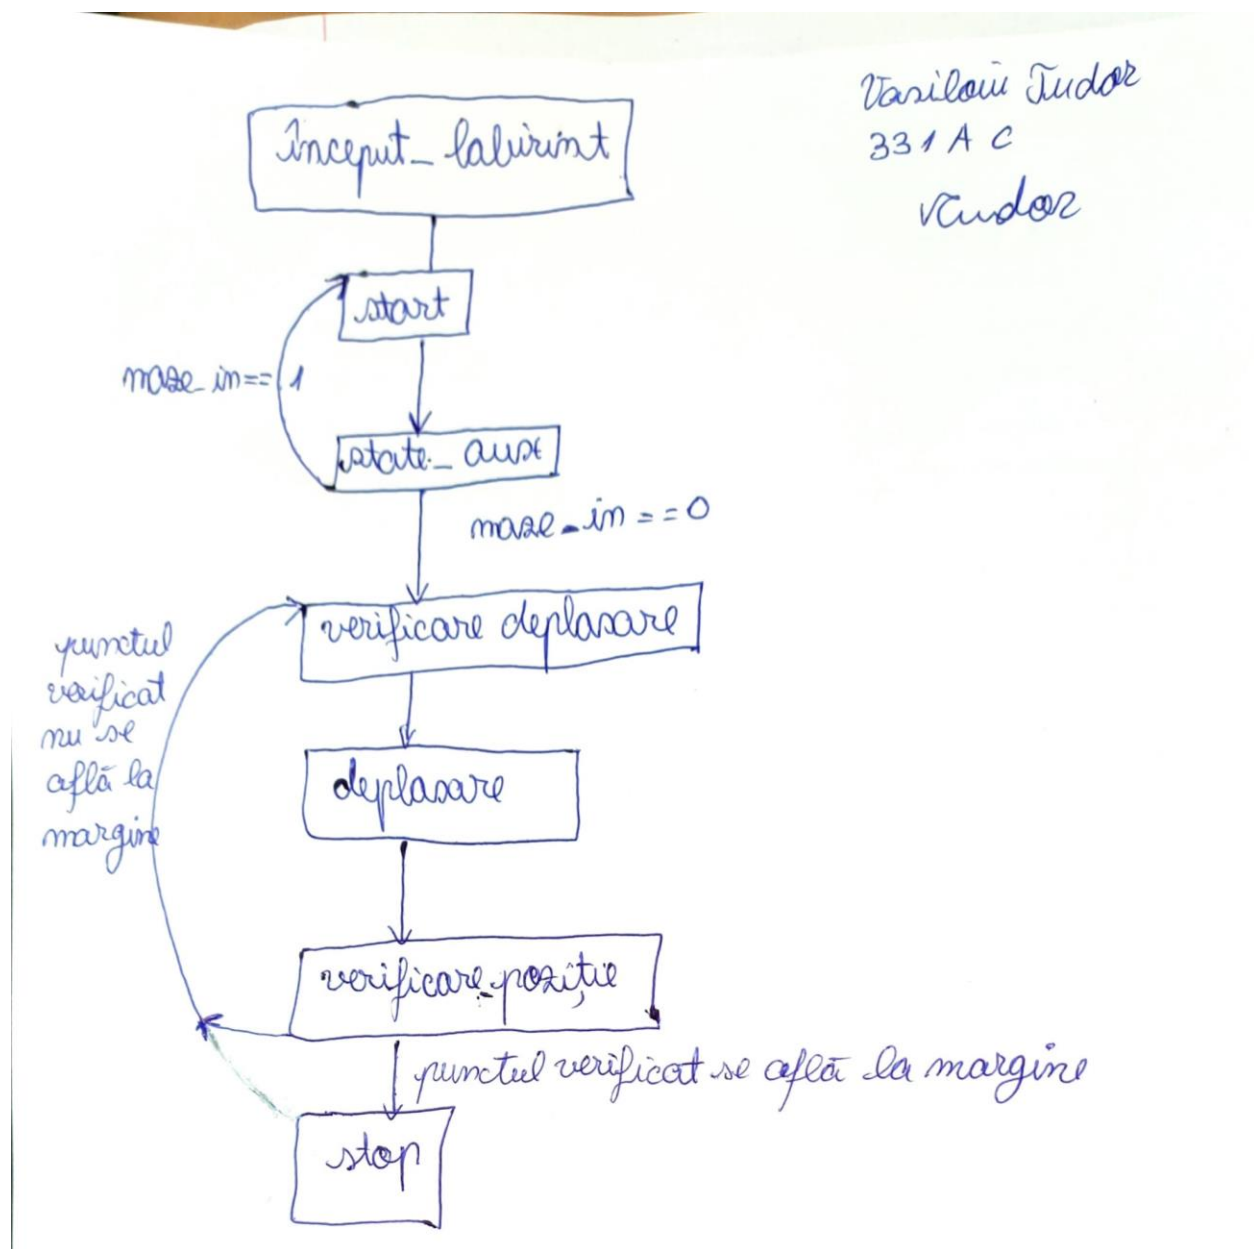 Vasiloiu Tudor
331 A C
VTudor
început_labirint
start
maze_in==1
state_aux
maze_in==0
verificare deplasare
punctul
verificat
nu se
află la
margine
deplasare
verificare_poziție
punctul verificat se află la margine
stop